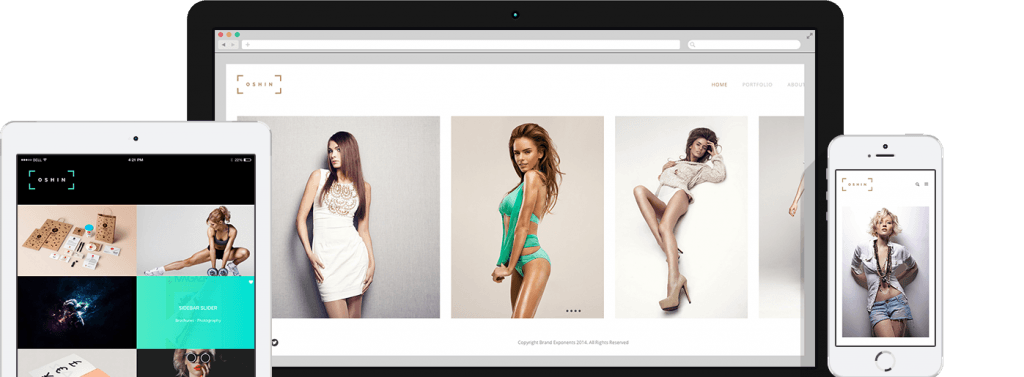 OSHIN
HOME PORTFOLIO ABOUT
BELL 4:21 PM 22%
OSHIN
OSHIN
SIDEBAR SLIDER
Brochures · Photography
Copyright Brand Exponents 2014. All Rights Reserved